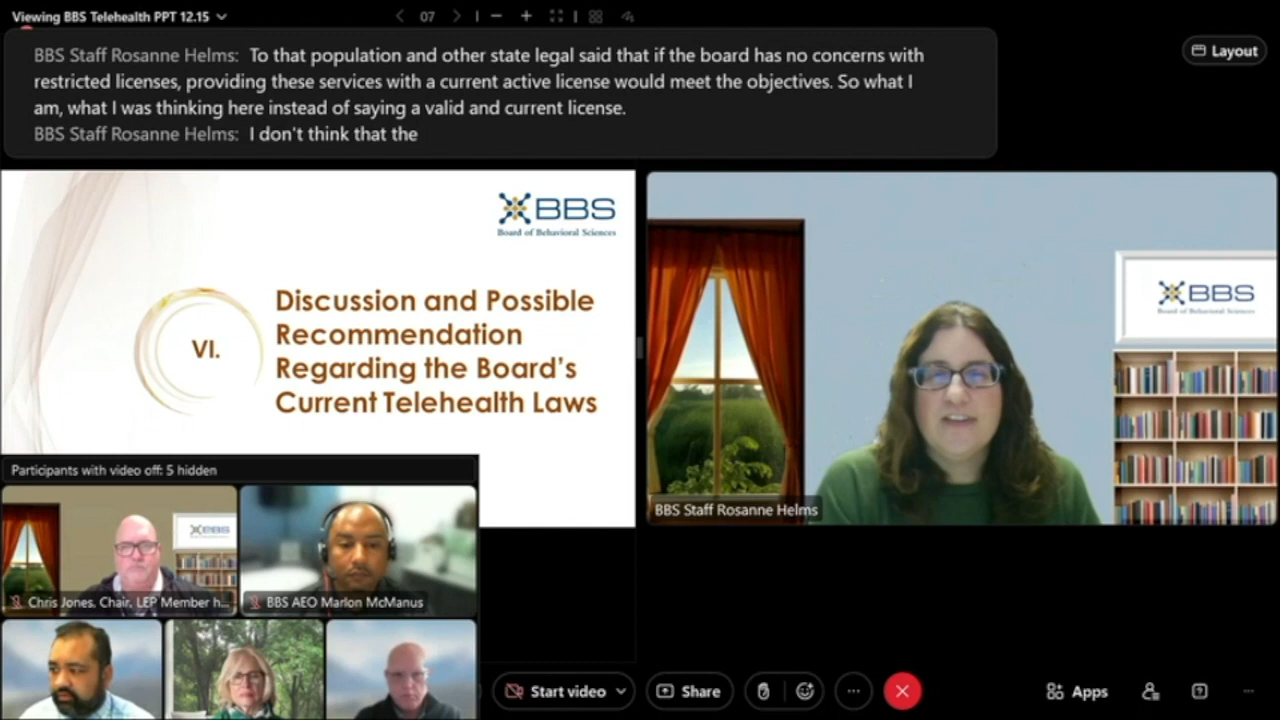 Viewing BBS Telehealth PPT 12.15
07
BBS Staff Rosanne Helms: To that population and other state legal said that if the board has no concerns with
restricted licenses, providing these services with a current active license would meet the objectives. So what I
am, what I was thinking here instead of saying a valid and current license.
BBS Staff Rosanne Helms: I don't think that the
Layout
BBS
Board of Behavioral Sciences
VI.
Discussion and Possible
Recommendation
Regarding the Board's
Current Telehealth Laws
BBS
Board of Behavioral Sciences
BBS Staff Rosanne Helms
Participants with video off: 5 hidden
BBS
Chris Jones, Chair, LEP Member h...
BBS AEO Marlon McManus
Start video
Share
Apps